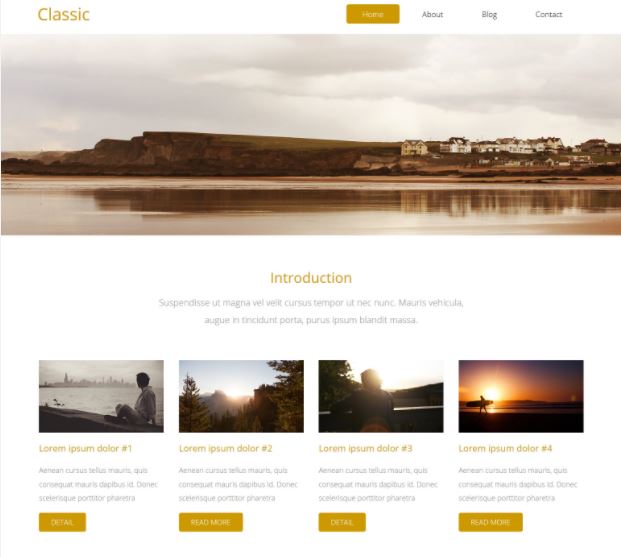 Classic
Home About Blog Contact
Introduction
Suspendisse ut magna vel velit cursus tempor ut nec nunc. Mauris vehicula,
augue in tincidunt porta, purus ipsum blandit massa.
Lorem ipsum dolor #1
Aenean cursus tellus mauris, quis
consequat mauris dapibus id. Donec
scelerisque porttitor pharetra
DETAIL
Lorem ipsum dolor #2
Aenean cursus tellus mauris, quis
consequat mauris dapibus id. Donec
scelerisque porttitor pharetra
READ MORE
Lorem ipsum dolor #3
Aenean cursus tellus mauris, quis
consequat mauris dapibus id. Donec
scelerisque porttitor pharetra
DETAIL
Lorem ipsum dolor #4
Aenean cursus tellus mauris, quis
consequat mauris dapibus id. Donec
scelerisque porttitor pharetra
READ MORE